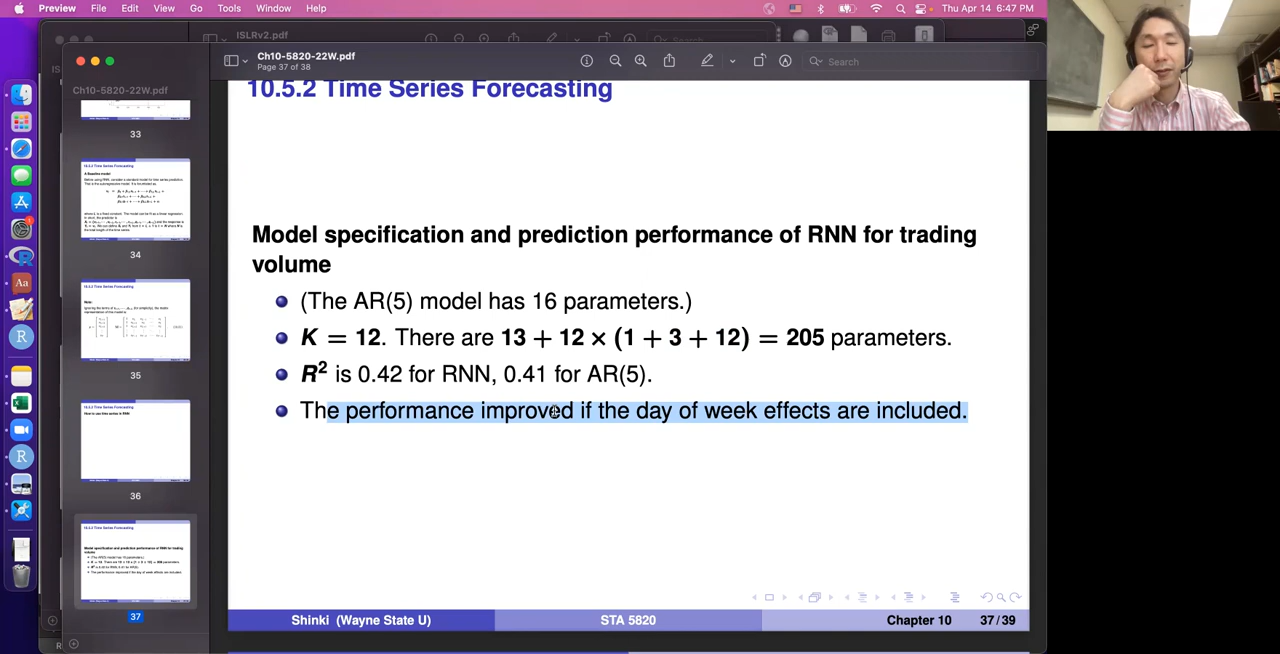 Preview File Edit View Go Tools Window Help Thu Apr 14 6:47 PM
ISLRv2.pdf
Search
Ch10-5820-22W.pdf
Page 37 of 38
Search
Ch10-5820-22W.pdf
33
34
35
36
37
10.5.2 Time Series Forecasting
Model specification and prediction performance of RNN for trading
volume
(The AR(5) model has 16 parameters.)
K = 12. There are 13 + 12 × (1 + 3 + 12) = 205 parameters.
R² is 0.42 for RNN, 0.41 for AR(5).
The performance improved if the day of week effects are included.
Shinki (Wayne State U) STA 5820 Chapter 10 37/39